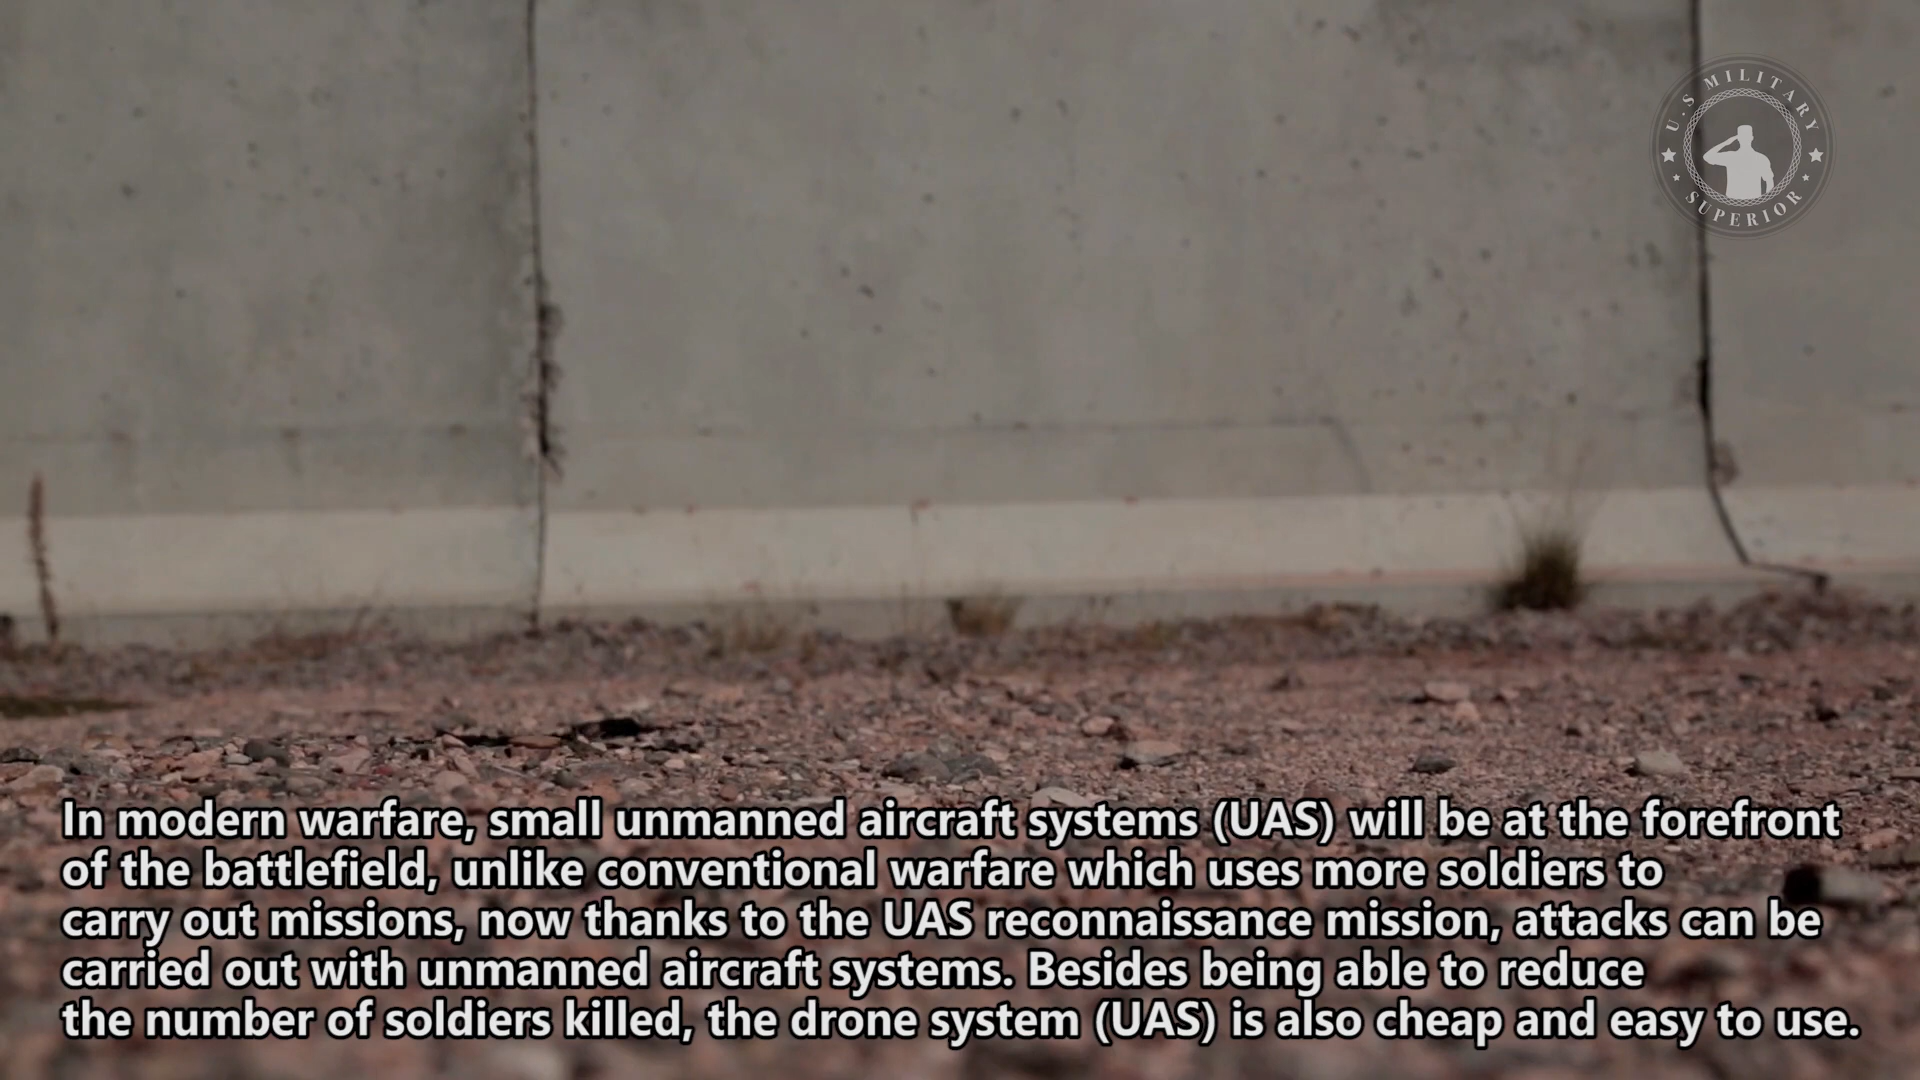 U.S MILITARY
SUPERIOR
In modern warfare, small unmanned aircraft systems (UAS) will be at the forefront
of the battlefield, unlike conventional warfare which uses more soldiers to
carry out missions, now thanks to the UAS reconnaissance mission, attacks can be
carried out with unmanned aircraft systems. Besides being able to reduce
the number of soldiers killed, the drone system (UAS) is also cheap and easy to use.